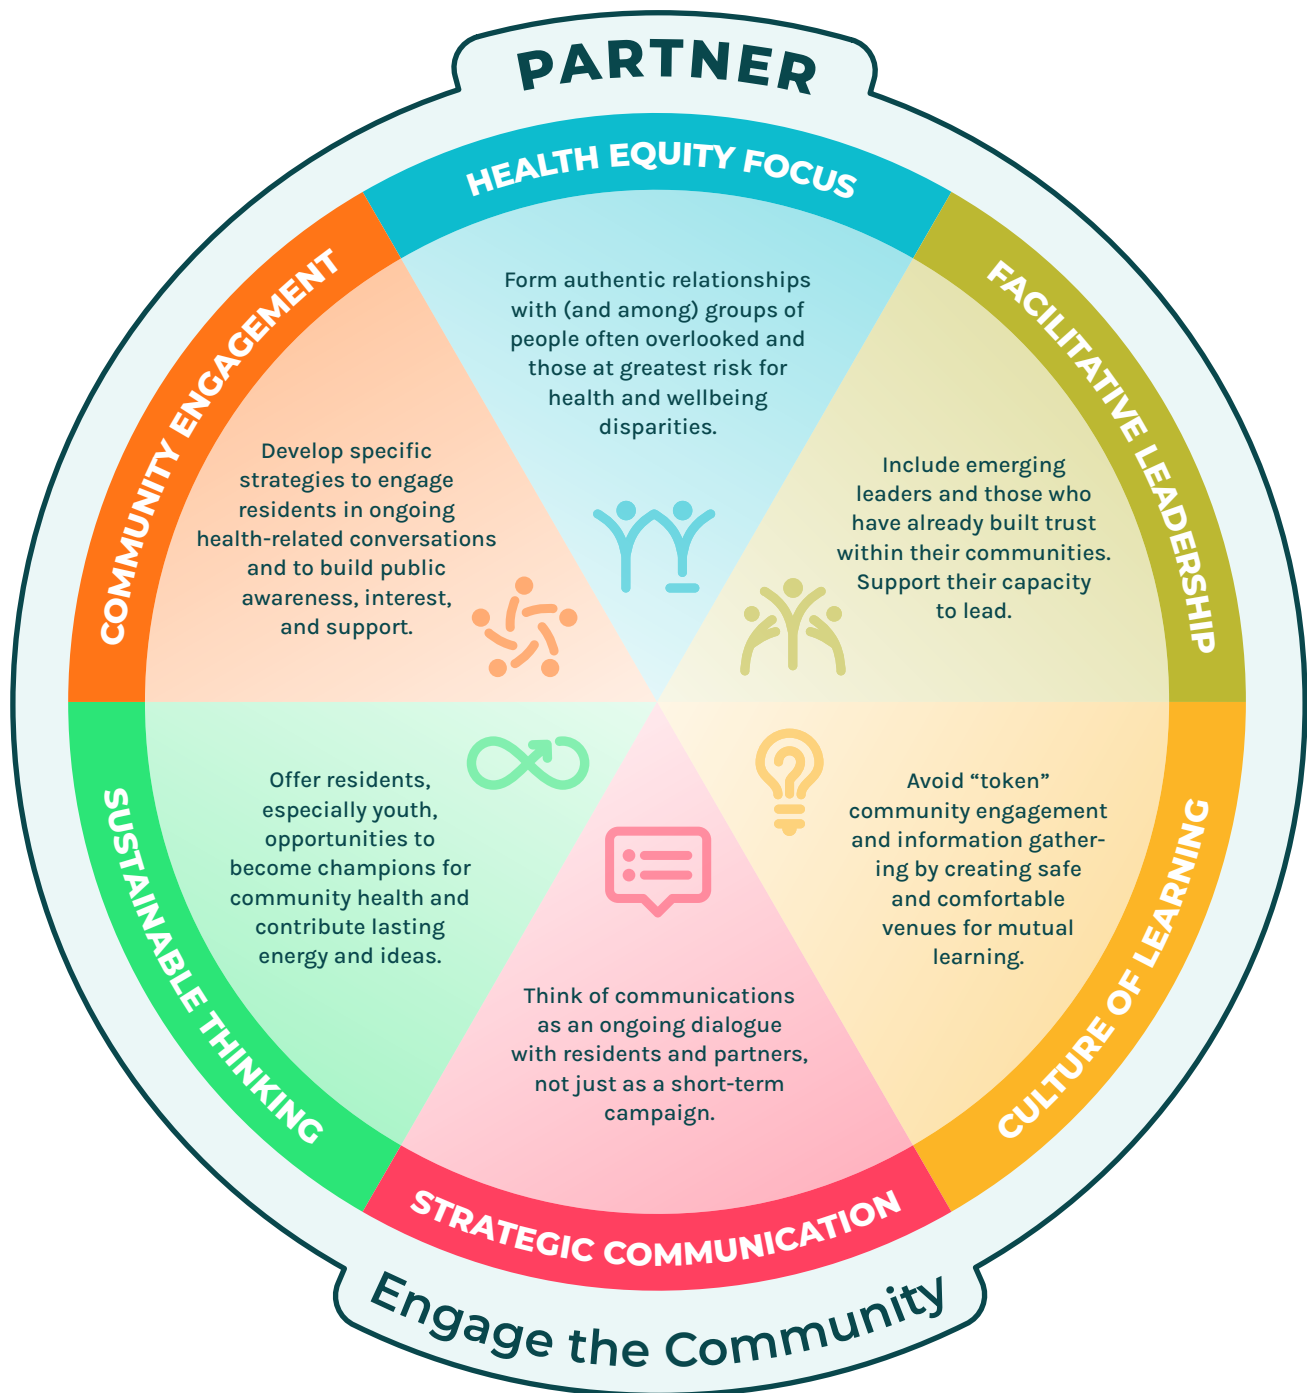 PARTNER
HEALTH EQUITY FOCUS
Form authentic relationships
with (and among) groups of
people often overlooked and
those at greatest risk for
health and wellbeing
disparities.
FACILITATIVE LEADERSHIP
Include emerging
leaders and those who
have already built trust
within their communities.
Support their capacity
to lead.
CULTURE OF LEARNING
Avoid “token”
community engagement
and information gather-
ing by creating safe
and comfortable
venues for mutual
learning.
STRATEGIC COMMUNICATION
Think of communications
as an ongoing dialogue
with residents and partners,
not just as a short-term
campaign.
SUSTAINABLE THINKING
Offer residents,
especially youth,
opportunities to
become champions for
community health and
contribute lasting
energy and ideas.
COMMUNITY ENGAGEMENT
Develop specific
strategies to engage
residents in ongoing
health-related conversations
and to build public
awareness, interest,
and support.
Engage the Community